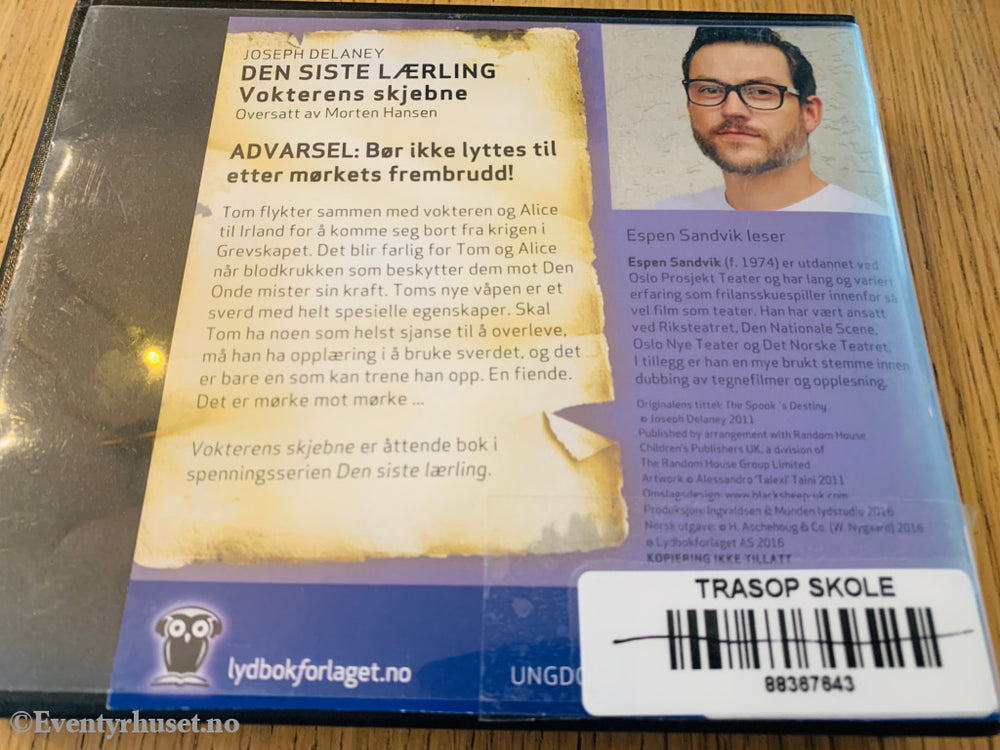 JOSEPH DELANEY
DEN SISTE LÆRLING
Vokterens skjebne
Oversatt av Morten Hansen
ADVARSEL: Bør ikke lyttes til
etter mørkets frembrudd!
Tom flykter sammen med vokteren og Alice
til Irland for å komme seg bort fra krigen i
Grevskapet. Det blir farlig for Tom og Alice
når blodkrukken som beskytter dem mot Den
Onde mister sin kraft. Toms nye våpen er et
sverd med helt spesielle egenskaper. Skal
Tom ha noen som helst sjanse til å overleve,
må han ha opplæring i å bruke sverdet, og det
er bare en som kan trene han opp. En fiende.
Det er mørke mot mørke ...
Vokterens skjebne er åttende bok i
spenningsserien Den siste lærling.
Espen Sandvik leser
Espen Sandvik (f. 1974) er utdannet ved
Oslo Prosjekt Teater og har lang og variert
erfaring som frilansskuespiller innenfor så
vel film som teater. Han har vært ansatt
ved Riksteatret, Den Nationale Scene,
Oslo Nye Teater og Det Norske Teatret.
I tillegg er han en mye brukt stemme innen
dubbing av tegnefilmer og opplesning.
Originalens tittel: The Spook´s Destiny
© Joseph Delaney 2011
Published by arrangement with Random House
Children's Publishers UK, a division of
The Random House Group Limited
Artwork © Alessandro 'Talexi' Taini 2011
Omslagsdesign: www.blacksheep-uk.com
Produksjon: Ingvaldsen & Munden lydstudio 2016
Norsk utgave: © H. Aschehoug & Co. (W. Nygaard) 2016
℗ Lydbokforlaget AS 2016
KOPIERING IKKE TILLATT
TRASOP SKOLE
88367643
lydbokforlaget.no
UNGDO
©Eventyrhuset.no